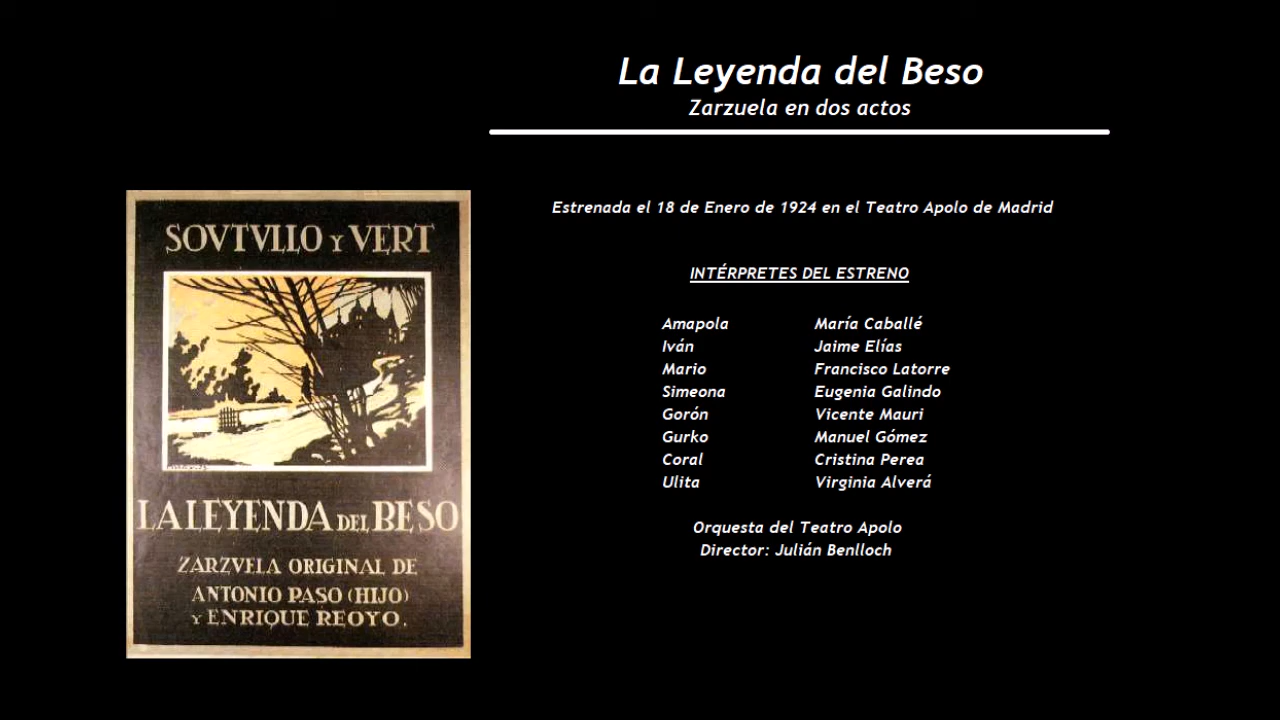 La Leyenda del Beso
Zarzuela en dos actos
SOVTVLLO Y VERT
LA LEYENDA DEL BESO
ZARZVELA ORIGINAL DE
ANTONIO PASO (HIJO)
Y ENRIQUE REOYO.
Estrenada el 18 de Enero de 1924 en el Teatro Apolo de Madrid
INTÉRPRETES DEL ESTRENO
Amapola María Caballé
Iván Jaime Elías
Mario Francisco Latorre
Simeona Eugenia Galindo
Gorón Vicente Mauri
Gurko Manuel Gómez
Coral Cristina Perea
Ulita Virginia Alverá
Orquesta del Teatro Apolo
Director: Julián Benlloch